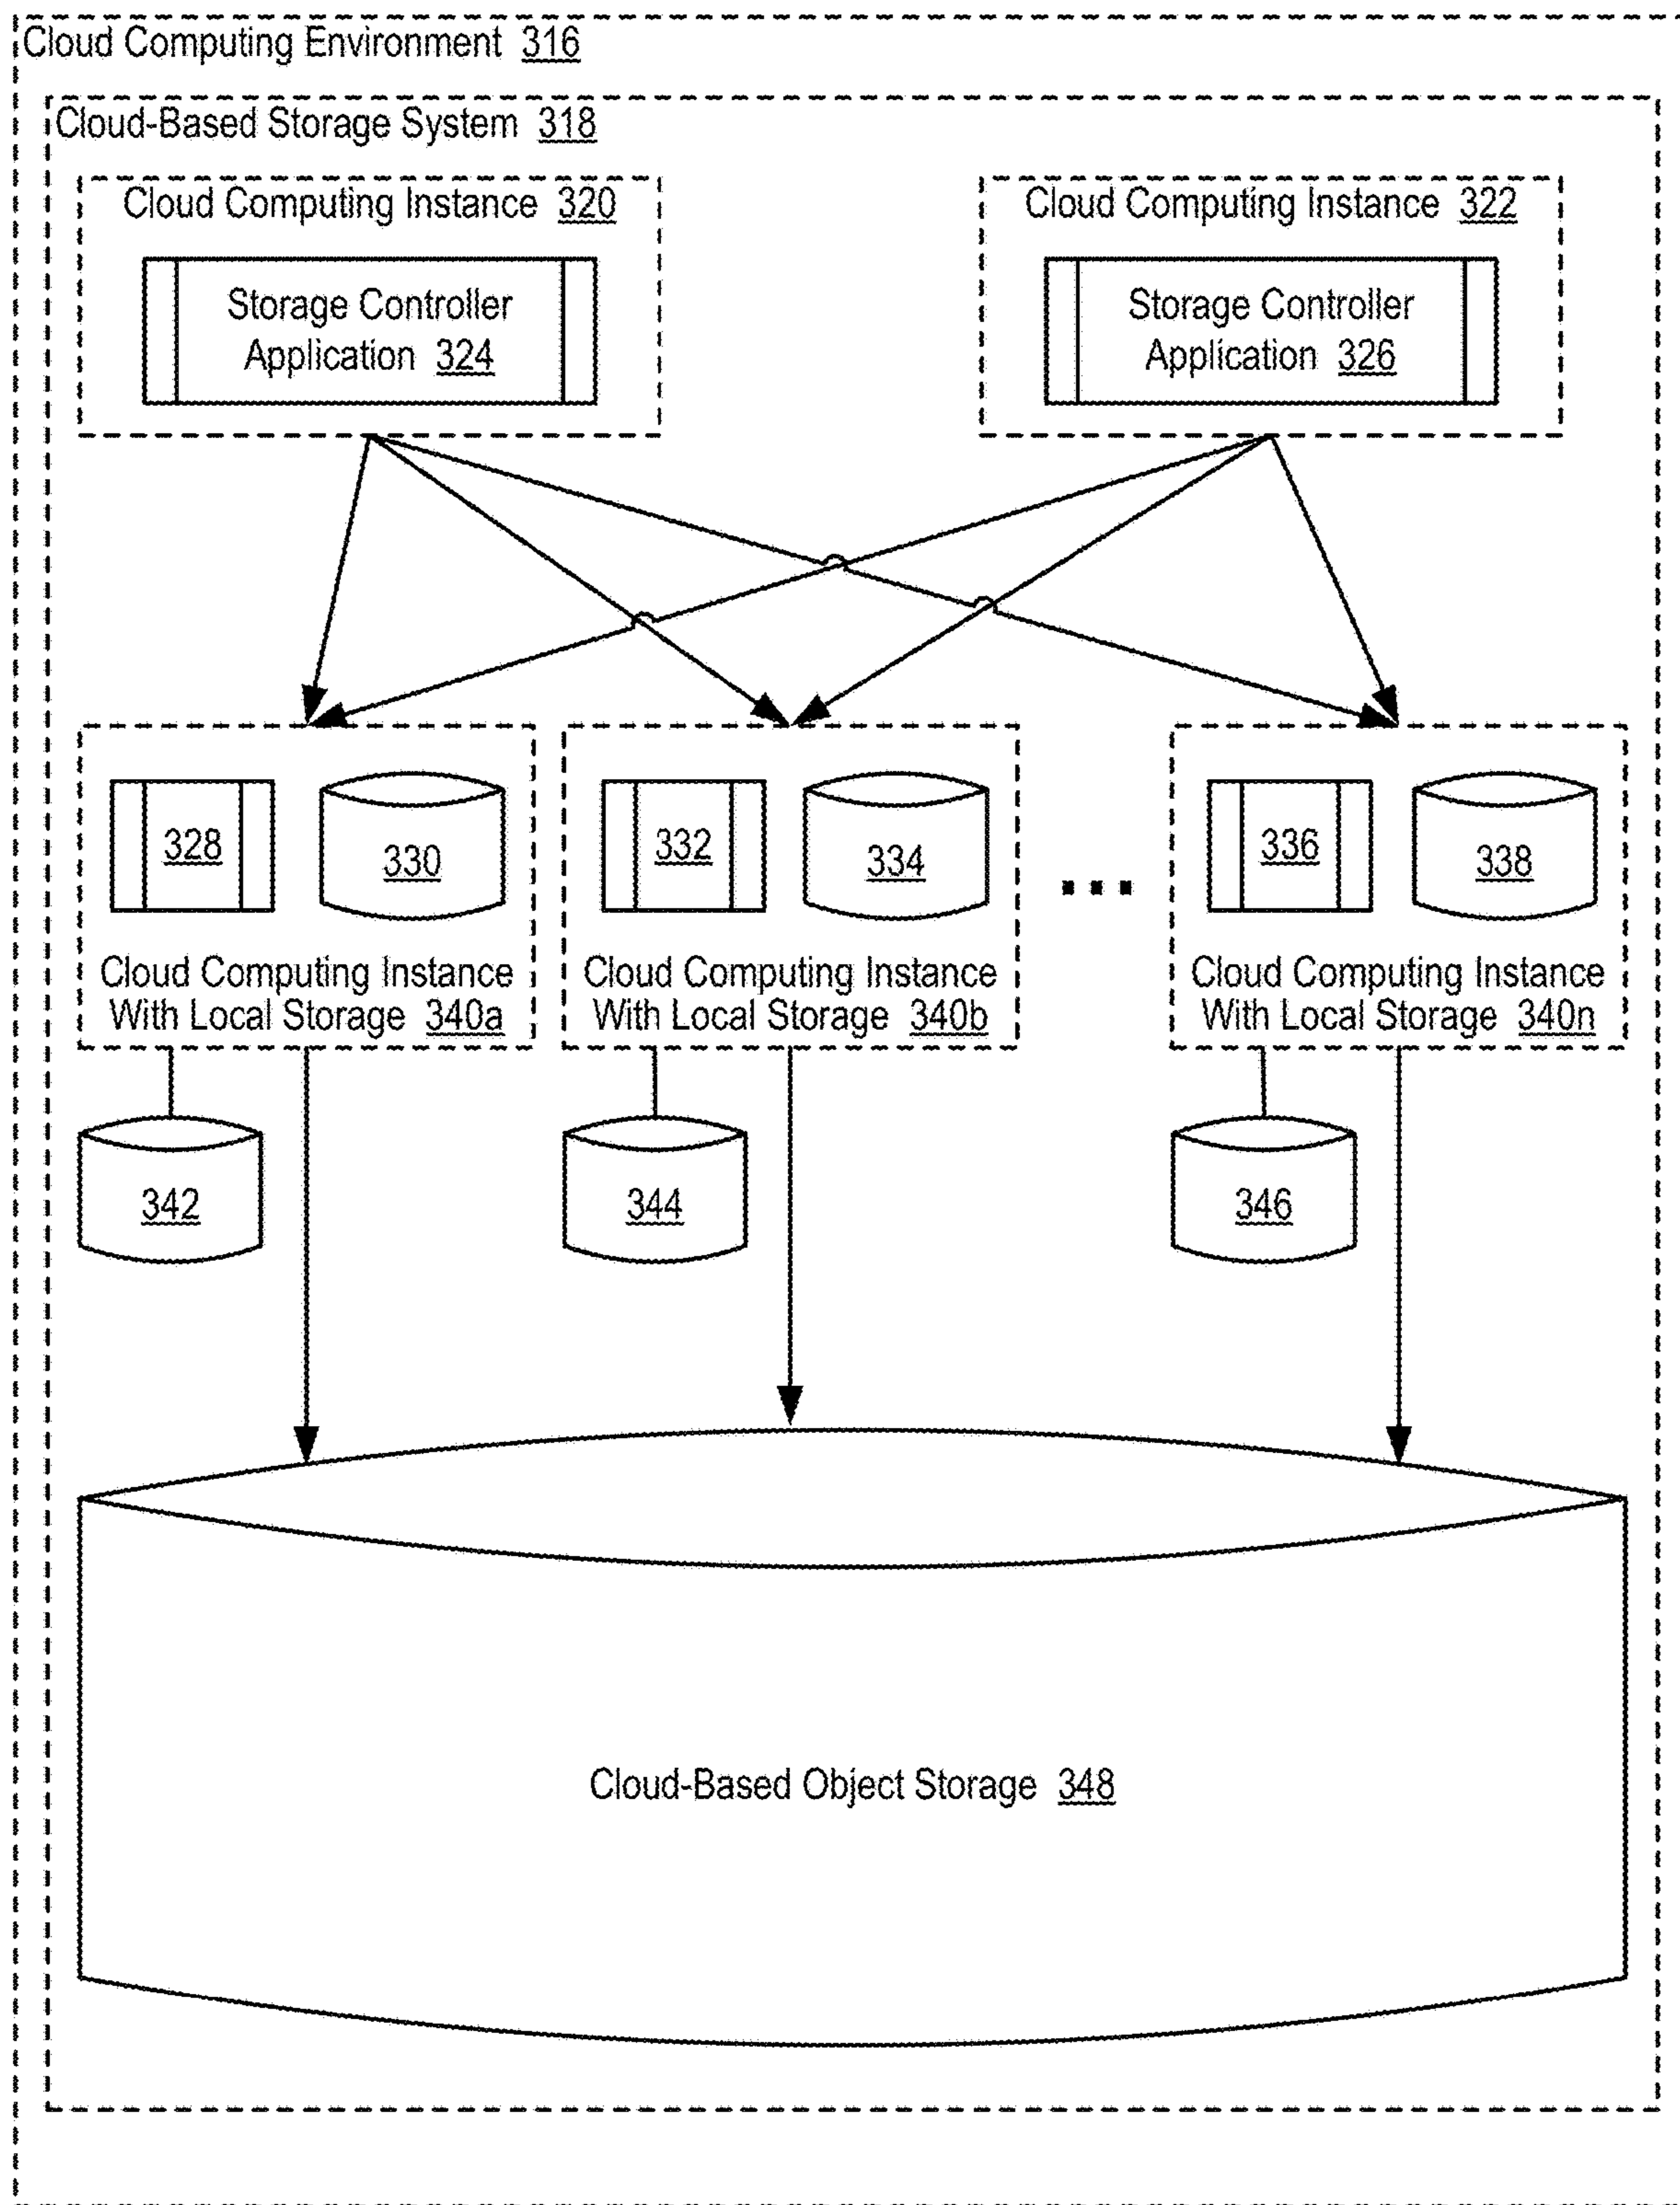 Cloud Computing Environment 316
Cloud-Based Storage System 318
Cloud Computing Instance 320
Storage Controller
Application 324
Cloud Computing Instance 322
Storage Controller
Application 326
328
330
Cloud Computing Instance
With Local Storage 340a
332
334
Cloud Computing Instance
With Local Storage 340b
...
336
338
Cloud Computing Instance
With Local Storage 340n
342
344
346
Cloud-Based Object Storage 348